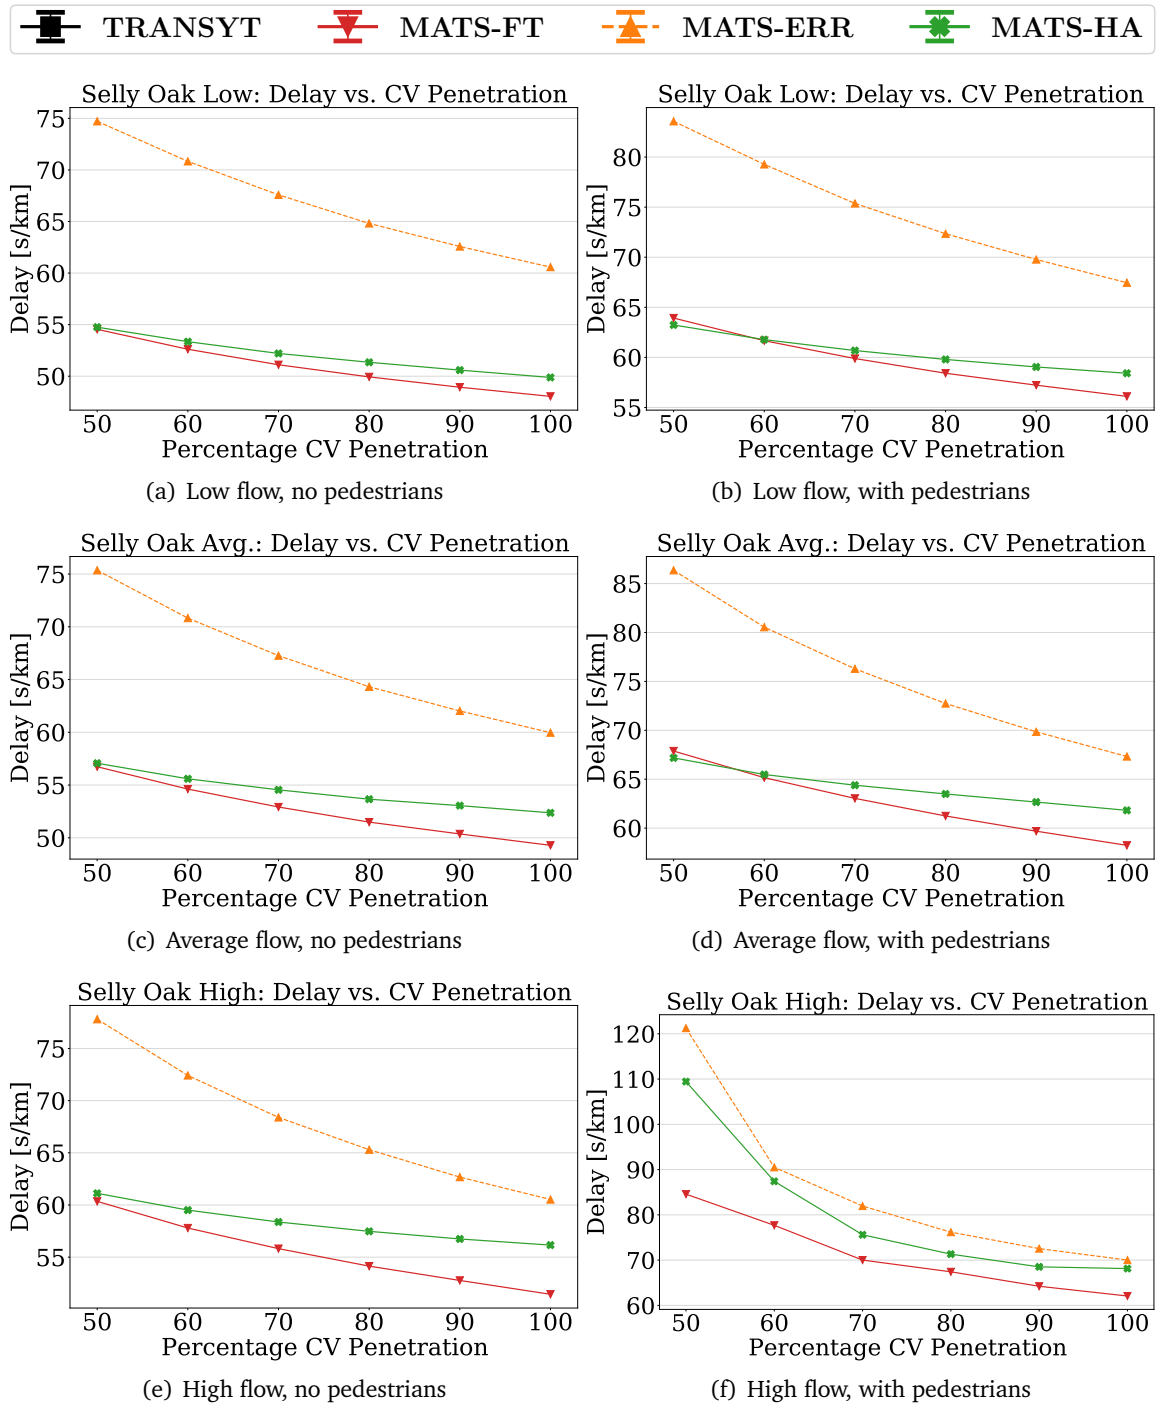 TRANSYT MATS-FT MATS-ERR MATS-HA
Selly Oak Low: Delay vs. CV Penetration
75
70
65
60
55
50
Delay [s/km]
50 60 70 80 90 100
Percentage CV Penetration
(a) Low flow, no pedestrians
Selly Oak Low: Delay vs. CV Penetration
80
75
70
65
60
55
Delay [s/km]
50 60 70 80 90 100
Percentage CV Penetration
(b) Low flow, with pedestrians
Selly Oak Avg.: Delay vs. CV Penetration
75
70
65
60
55
50
Delay [s/km]
50 60 70 80 90 100
Percentage CV Penetration
(c) Average flow, no pedestrians
Selly Oak Avg.: Delay vs. CV Penetration
85
80
75
70
65
60
Delay [s/km]
50 60 70 80 90 100
Percentage CV Penetration
(d) Average flow, with pedestrians
Selly Oak High: Delay vs. CV Penetration
75
70
65
60
55
Delay [s/km]
50 60 70 80 90 100
Percentage CV Penetration
(e) High flow, no pedestrians
Selly Oak High: Delay vs. CV Penetration
120
110
100
90
80
70
60
Delay [s/km]
50 60 70 80 90 100
Percentage CV Penetration
(f) High flow, with pedestrians